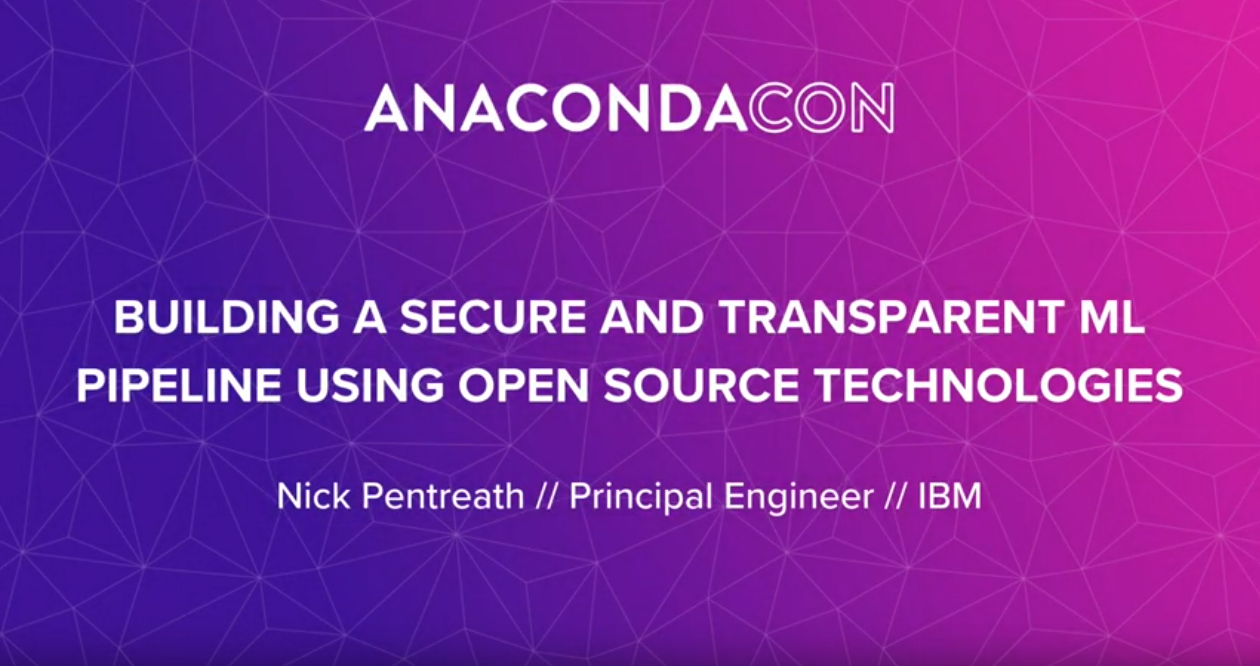 ANACONDACON
BUILDING A SECURE AND TRANSPARENT ML
PIPELINE USING OPEN SOURCE TECHNOLOGIES
Nick Pentreath // Principal Engineer // IBM